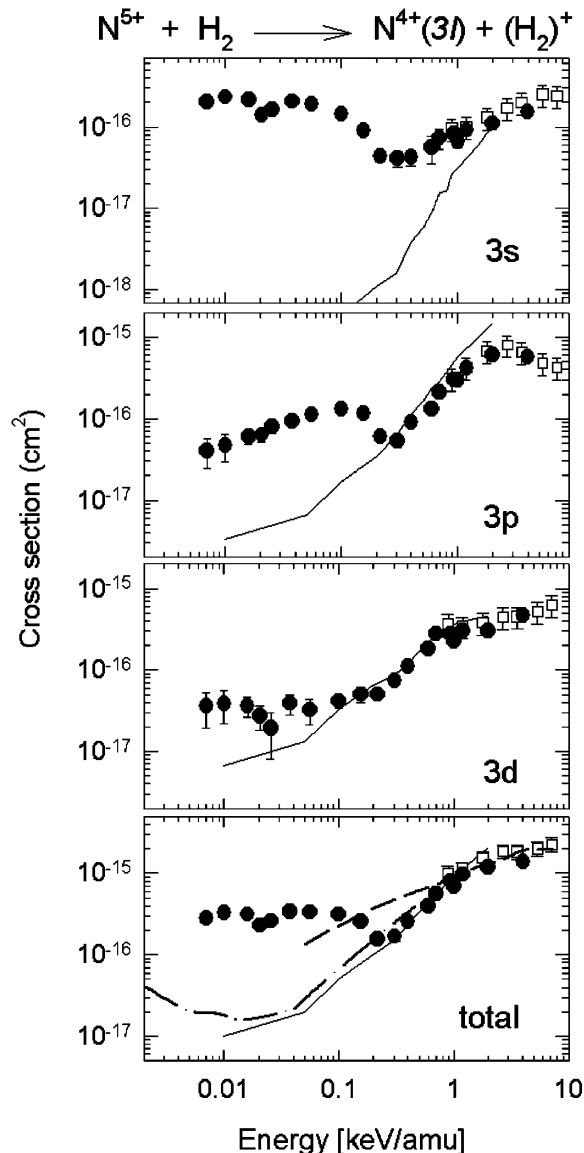 N⁵⁺ + H₂ ⟶ N⁴⁺(3l) + (H₂)⁺
10⁻¹⁶
10⁻¹⁷
10⁻¹⁸
3s
10⁻¹⁵
10⁻¹⁶
10⁻¹⁷
3p
Cross section (cm²)
10⁻¹⁵
10⁻¹⁶
10⁻¹⁷
3d
10⁻¹⁵
10⁻¹⁶
10⁻¹⁷
total
0.01 0.1 1 10
Energy [keV/amu]